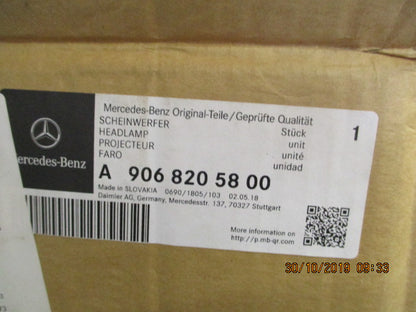 Mercedes-Benz Original-Teile/Geprüfte Qualität
SCHEINWERFER Stück 1
HEADLAMP unit
PROJECTEUR unité
FARO unidad
Mercedes-Benz
A 906 820 58 00
Made in SLOVAKIA 0690/1805/103 02.05.18
Daimler AG, Germany, Mercedesstr. 137, 70327 Stuttgart
More information on
http://p.mb-qr.com
30/10/2019 09:33